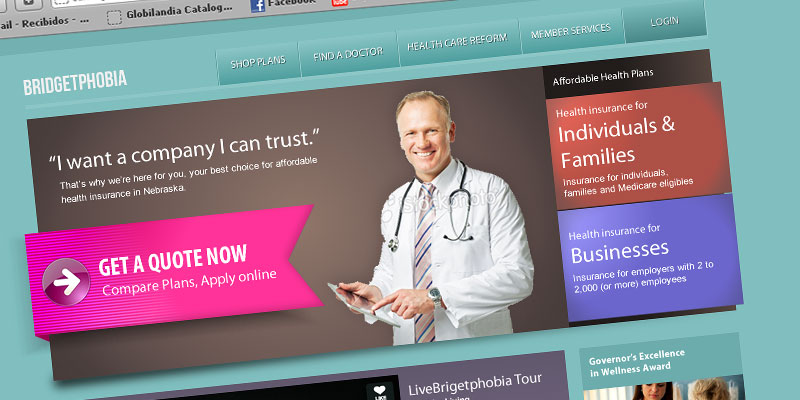 ail - Recibidos - ...
Globilandia Catalog...
Facebook
You
SHOP PLANS
FIND A DOCTOR
HEALTH CARE REFORM
MEMBER SERVICES
LOGIN
BRIDGETPHOBIA
“I want a company I can trust.”
That's why we're here for you, your best choice for affordable
health insurance in Nebraska.
GET A QUOTE NOW
Compare Plans, Apply online
iStockphoto
Affordable Health Plans
Health insurance for
Individuals &
Families
Insurance for individuals,
families and Medicare eligibles
Health insurance for
Businesses
Insurance for employers with 2 to
2,000 (or more) employees
LIKE
LiveBrigetphobia Tour
Living
Governor's Excellence
in Wellness Award